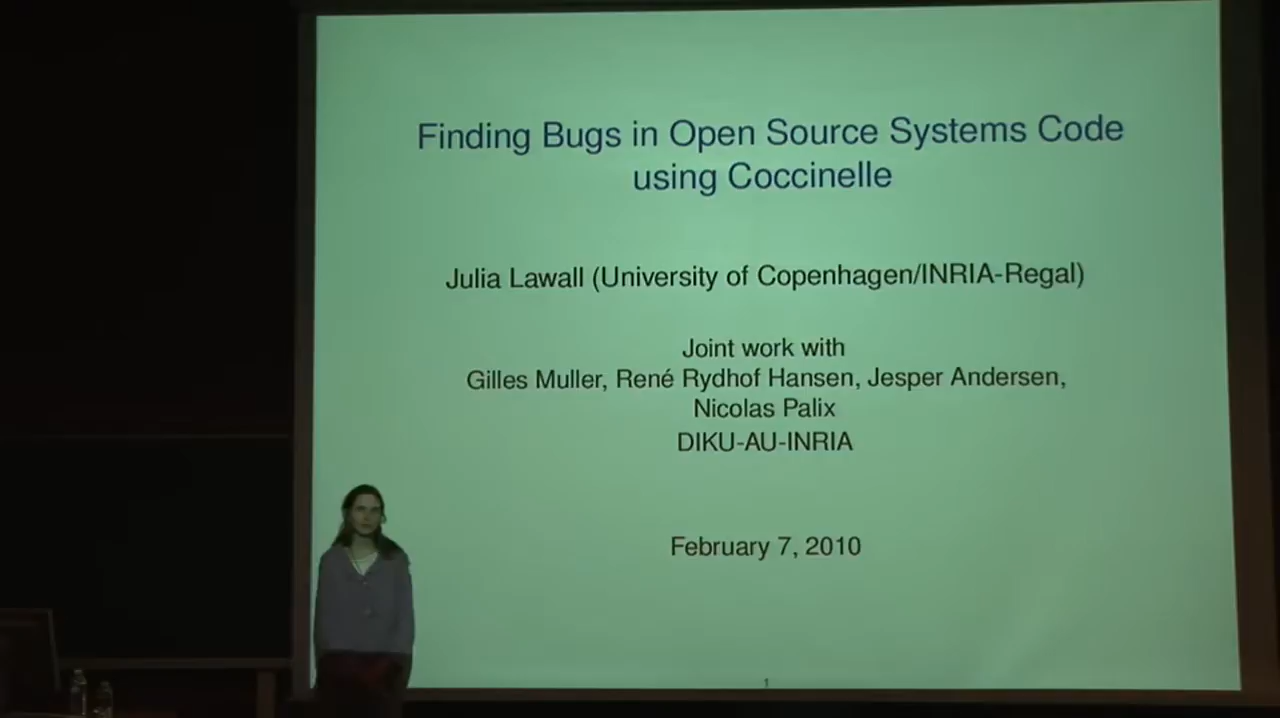 Finding Bugs in Open Source Systems Code
using Coccinelle
Julia Lawall (University of Copenhagen/INRIA-Regal)
Joint work with
Gilles Muller, René Rydhof Hansen, Jesper Andersen,
Nicolas Palix
DIKU-AU-INRIA
February 7, 2010
1